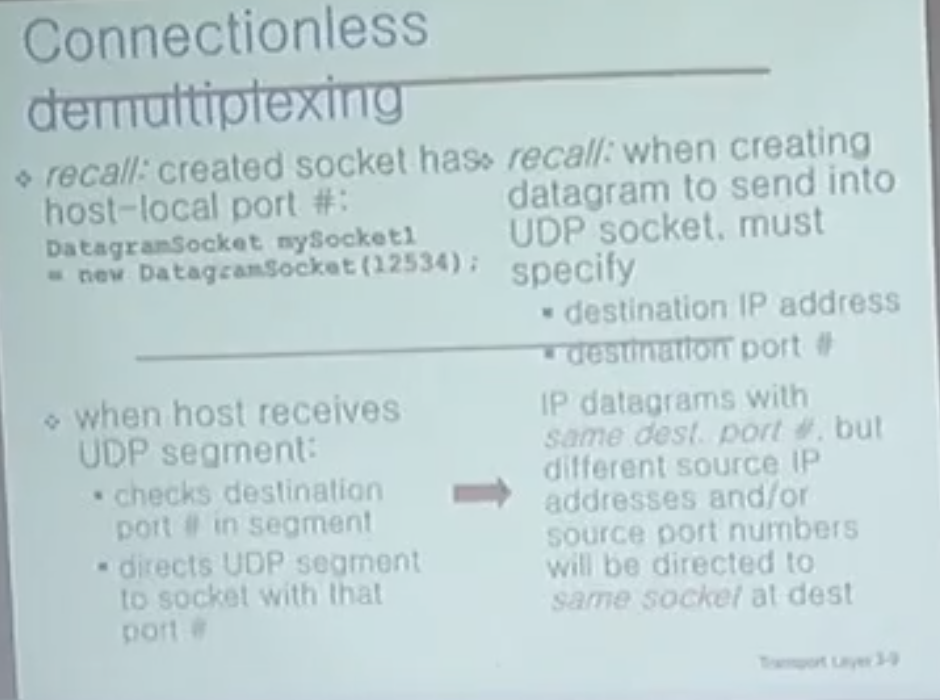 Connectionless
demultiplexing
❖ recall: created socket has
host-local port #:
DatagramSocket mySocket1
= new DatagramSocket(12534);
❖ recall: when creating
datagram to send into
UDP socket, must
specify
▪ destination IP address
▪ destination port #
❖ when host receives
UDP segment:
▪ checks destination
port # in segment
▪ directs UDP segment
to socket with that
port #
IP datagrams with
same dest. port #, but
different source IP
addresses and/or
source port numbers
will be directed to
same socket at dest
Transport Layer 3-9